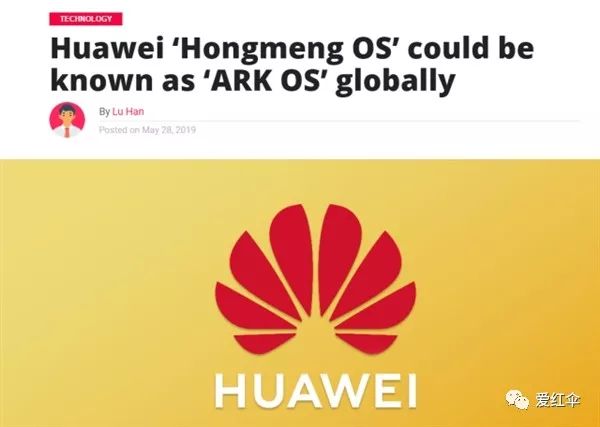 TECHNOLOGY
Huawei ‘Hongmeng OS’ could be
known as ‘ARK OS’ globally
By Lu Han
Posted on May 28, 2019
HUAWEI
爱红伞